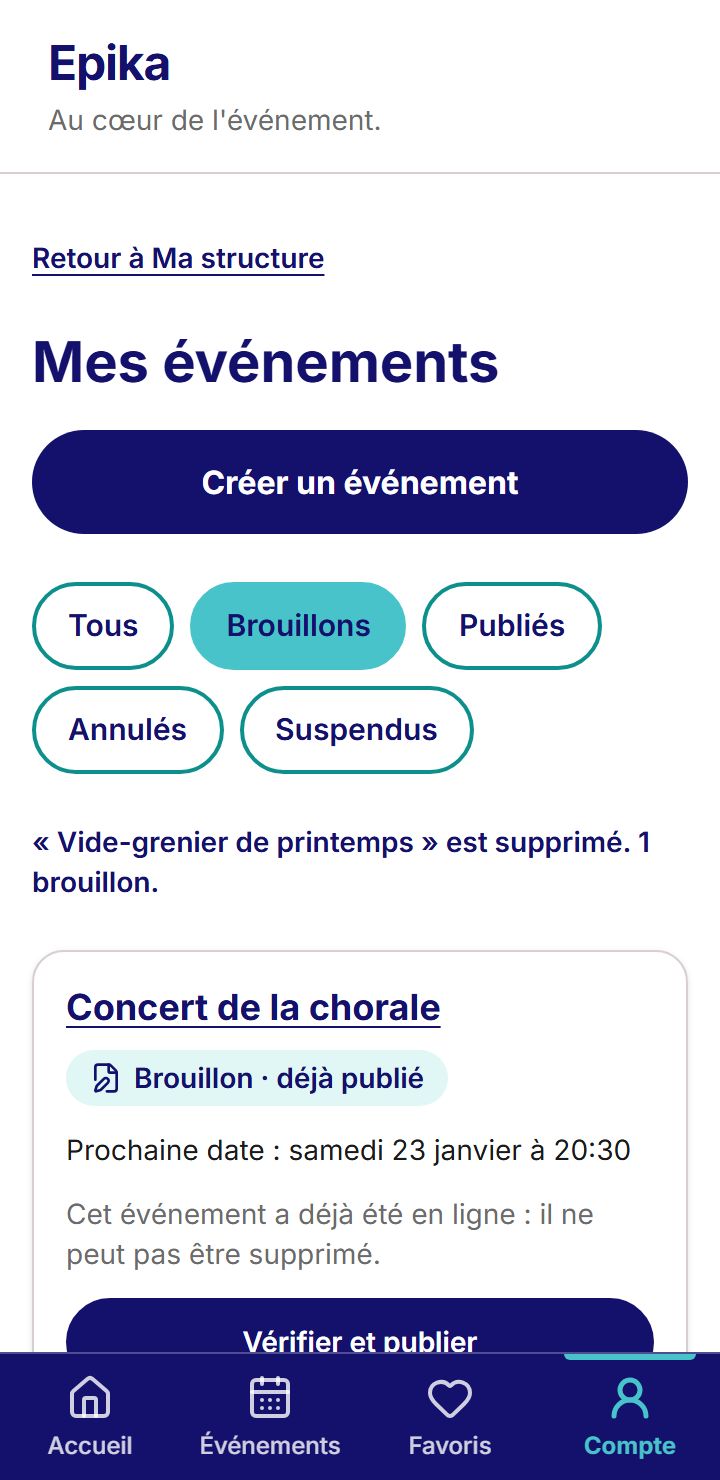 Epika
Au cœur de l'événement.
Retour à Ma structure
Mes événements
Créer un événement
Tous
Brouillons
Publiés
Annulés
Suspendus
« Vide-grenier de printemps » est supprimé. 1
brouillon.
Concert de la chorale
Brouillon · déjà publié
Prochaine date : samedi 23 janvier à 20:30
Cet événement a déjà été en ligne : il ne
peut pas être supprimé.
Vérifier et publier
Accueil
Événements
Favoris
Compte